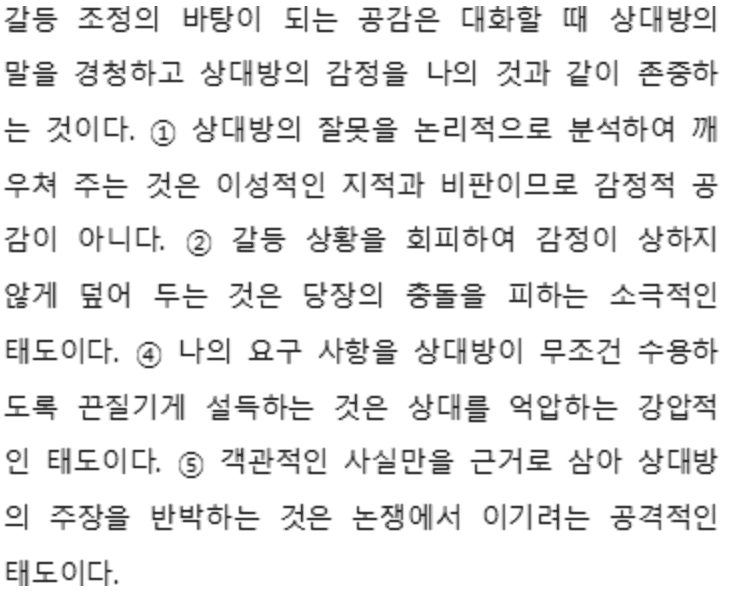 갈등 조정의 바탕이 되는 공감은 대화할 때 상대방의
말을 경청하고 상대방의 감정을 나의 것과 같이 존중하
는 것이다. ① 상대방의 잘못을 논리적으로 분석하여 깨
우쳐 주는 것은 이성적인 지적과 비판이므로 감정적 공
감이 아니다. ② 갈등 상황을 회피하여 감정이 상하지
않게 덮어 두는 것은 당장의 충돌을 피하는 소극적인
태도이다. ④ 나의 요구 사항을 상대방이 무조건 수용하
도록 끈질기게 설득하는 것은 상대를 억압하는 강압적
인 태도이다. ⑤ 객관적인 사실만을 근거로 삼아 상대방
의 주장을 반박하는 것은 논쟁에서 이기려는 공격적인
태도이다.